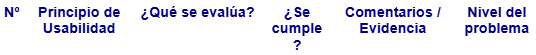 Nº Principio de Usabilidad ¿Qué se evalúa? ¿Se cumple ? Comentarios / Evidencia Nivel del problema